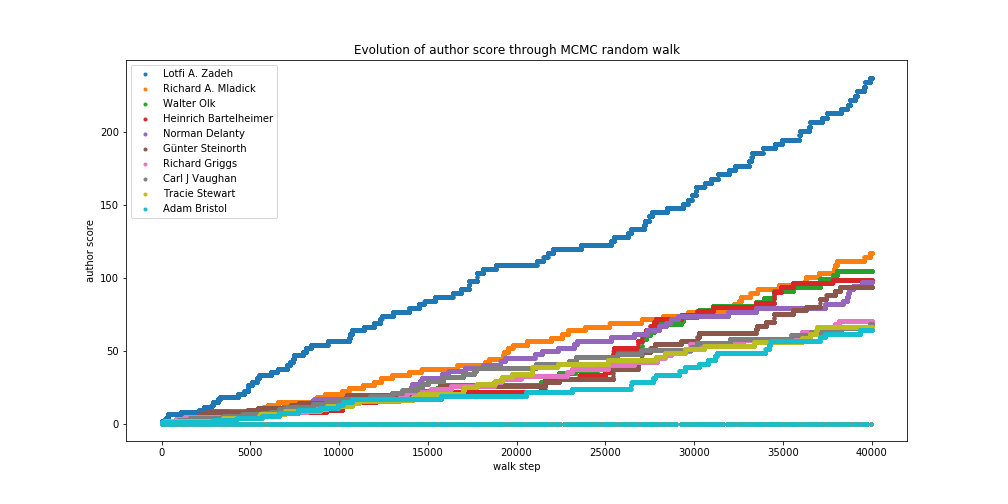 Evolution of author score through MCMC random walk
Lotfi A. Zadeh
Richard A. Mladick
Walter Olk
Heinrich Bartelheimer
Norman Delanty
Günter Steinorth
Richard Griggs
Carl J Vaughan
Tracie Stewart
Adam Bristol
author score
200
150
100
50
0
0 5000 10000 15000 20000 25000 30000 35000 40000
walk step